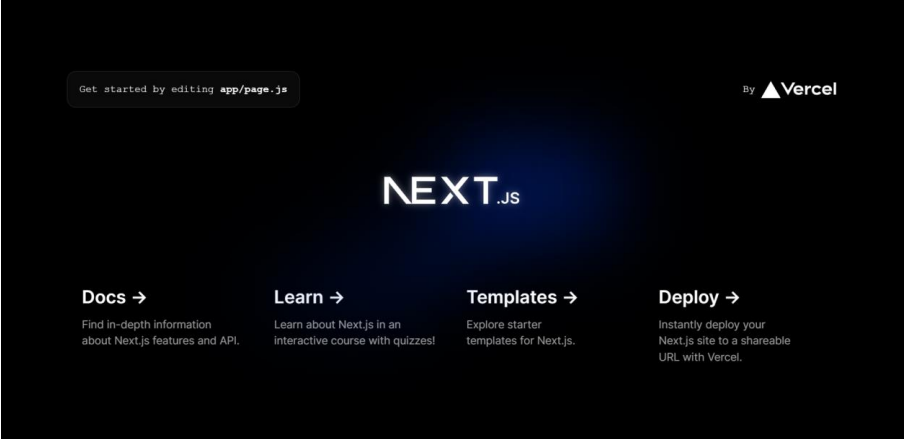 Get started by editing app/page.js
By Vercel
NEXT.JS
Docs →
Find in-depth information
about Next.js features and API.
Learn →
Learn about Next.js in an
interactive course with quizzes!
Templates →
Explore starter
templates for Next.js.
Deploy →
Instantly deploy your
Next.js site to a shareable
URL with Vercel.